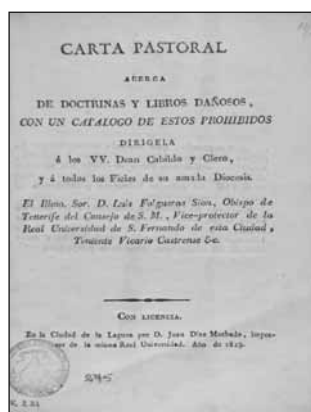 CARTA PASTORAL
ACERCA
DE DOCTRINAS Y LIBROS DAÑOSOS,
CON UN CATALOGO DE ESTOS PROHIBIDOS
DIRIGELA
á los VV. Dean Cabildo y Clero,
y á todos los Fieles de su amada Diocesis.
El Illmo. Sor. D. Luis Folgueras Sion, Obispo de
Tenerife del Consejo de S. M., Vice-protector de la
Real Universidad de S. Fernando de esta Ciudad,
Teniente Vicario Castrense &c.
CON LICENCIA.
En la Ciudad de la Laguna por D. Juan Diaz Machado, impre-
sor de la misma Real Universidad. Año de